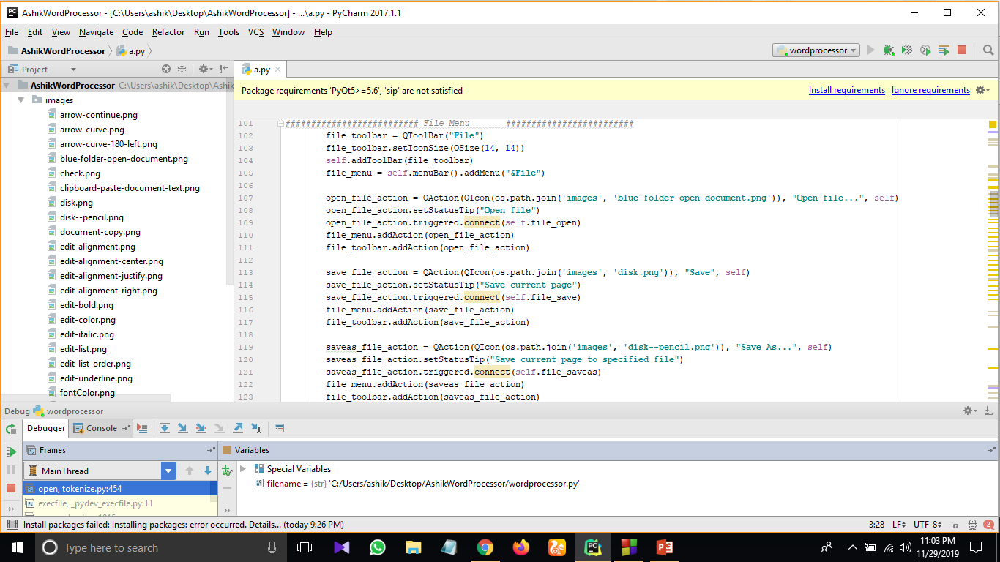 AshikWordProcessor - [C:\Users\ashik\Desktop\AshikWordProcessor] - ...\a.py - PyCharm 2017.1.1
File Edit View Navigate Code Refactor Run Tools VCS Window Help
AshikWordProcessor a.py wordprocessor
Project a.py
AshikWordProcessor C:\Users\ashik\Desktop\Ashik
Package requirements 'PyQt5>=5.6', 'sip' are not satisfied Install requirements Ignore requirements
images
arrow-continue.png
arrow-curve.png
arrow-curve-180-left.png
blue-folder-open-document.png
check.png
clipboard-paste-document-text.png
disk.png
disk--pencil.png
document-copy.png
edit-alignment.png
edit-alignment-center.png
edit-alignment-justify.png
edit-alignment-right.png
edit-bold.png
edit-color.png
edit-italic.png
edit-list.png
edit-list-order.png
edit-underline.png
fontColor.png
101 ########################## File Menu #########################
102 file_toolbar = QToolBar("File")
103 file_toolbar.setIconSize(QSize(14, 14))
104 self.addToolBar(file_toolbar)
105 file_menu = self.menuBar().addMenu("&File")
106
107 open_file_action = QAction(QIcon(os.path.join('images', 'blue-folder-open-document.png')), "Open file...", self)
108 open_file_action.setStatusTip("Open file")
109 open_file_action.triggered.connect(self.file_open)
110 file_menu.addAction(open_file_action)
111 file_toolbar.addAction(open_file_action)
112
113 save_file_action = QAction(QIcon(os.path.join('images', 'disk.png')), "Save", self)
114 save_file_action.setStatusTip("Save current page")
115 save_file_action.triggered.connect(self.file_save)
116 file_menu.addAction(save_file_action)
117 file_toolbar.addAction(save_file_action)
118
119 saveas_file_action = QAction(QIcon(os.path.join('images', 'disk--pencil.png')), "Save As...", self)
120 saveas_file_action.setStatusTip("Save current page to specified file")
121 saveas_file_action.triggered.connect(self.file_saveas)
122 file_menu.addAction(saveas_file_action)
123 file_toolbar.addAction(saveas_file_action)
Debug wordprocessor
Debugger Console
Frames Variables
MainThread
Special Variables
open, tokenize.py:454
filename = {str} 'C:/Users/ashik/Desktop/AshikWordProcessor/wordprocessor.py'
execfile, _pydev_execfile.py:11
Install packages failed: Installing packages: error occurred. Details... (today 9:26 PM) 3:28 LF UTF-8 2
Type here to search
11:03 PM
11/29/2019